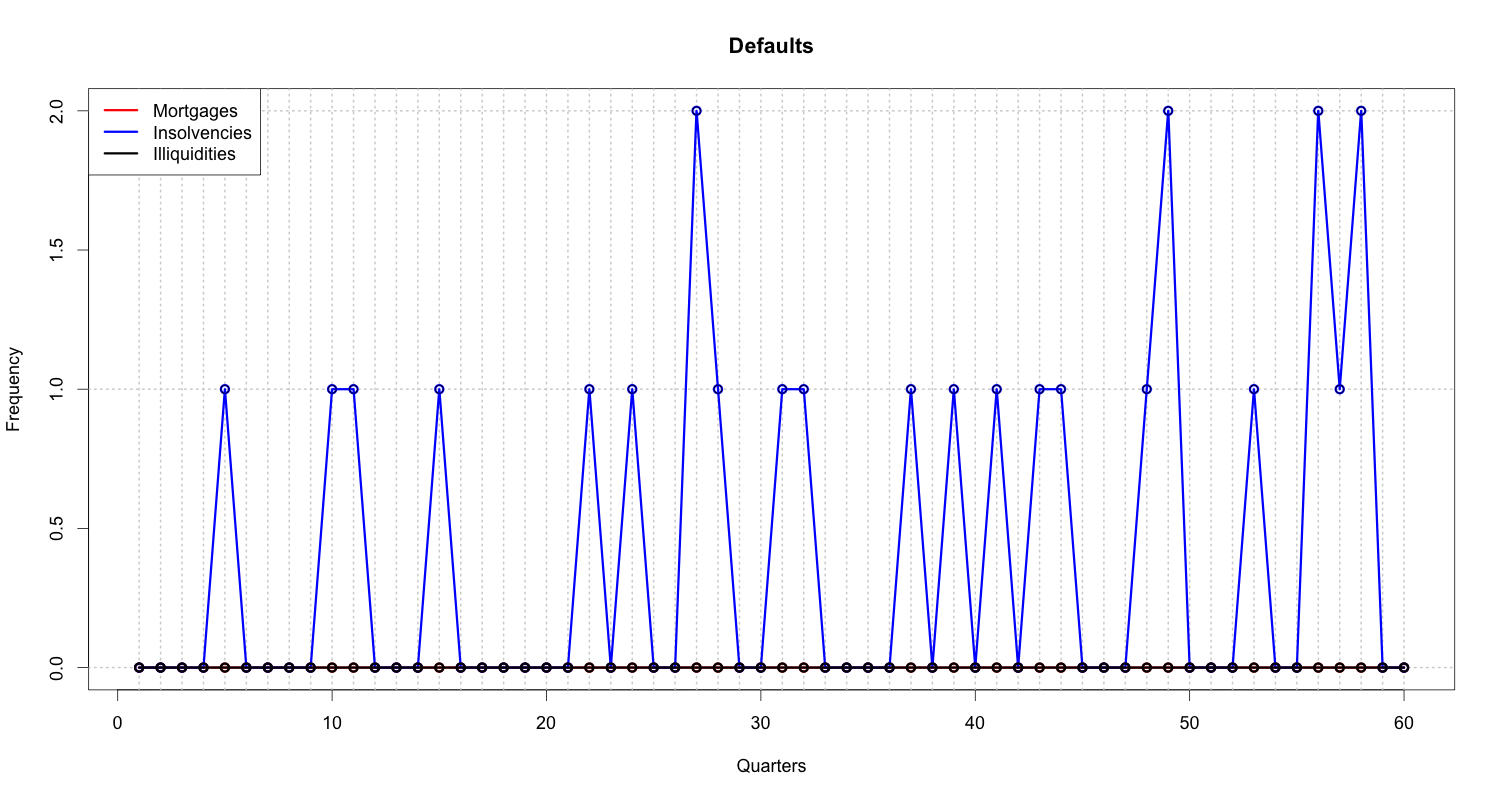 Defaults
Mortgages
Insolvencies
Illiquidities
Frequency
2.0
1.5
1.0
0.5
0.0
0 10 20 30 40 50 60
Quarters